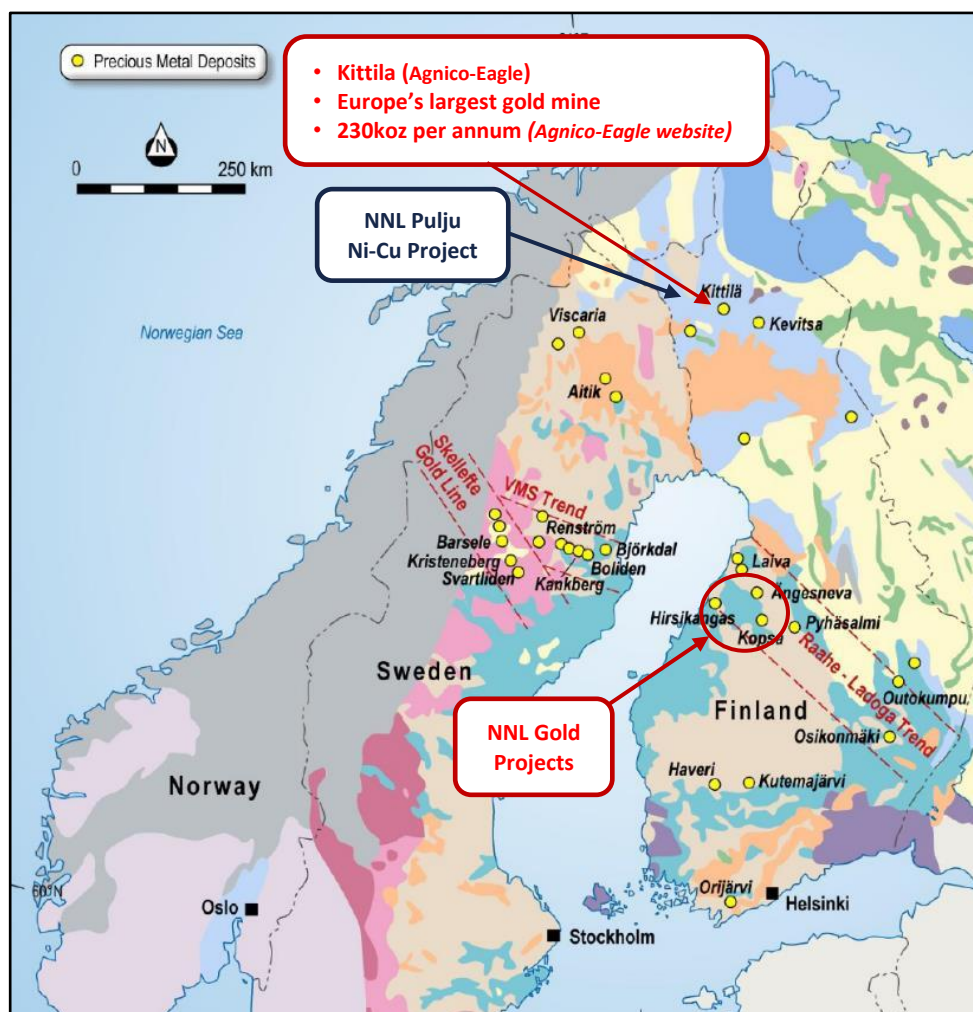 Precious Metal Deposits
• Kittila (Agnico-Eagle)
• Europe's largest gold mine
• 230koz per annum (Agnico-Eagle website)
N
0 250 km
NNL Pulju
Ni-Cu Project
Norwegian Sea
Kittilä
Kevitsa
Viscaria
Aitik
Skellefte
Gold Line
VMS Trend
Renström
Barsele
Björkdal
Kristeneberg
Boliden
Svartliden
Kankberg
Laiva
Ängesneva
Hirsikangas
Pyhäsalmi
Kopsa
Raahe - Ladoga Trend
Sweden
Outokumpu
Finland
NNL Gold
Projects
Osikonmäki
Norway
Haveri
Kutemajärvi
60°N
Orijärvi
Oslo
Helsinki
Stockholm